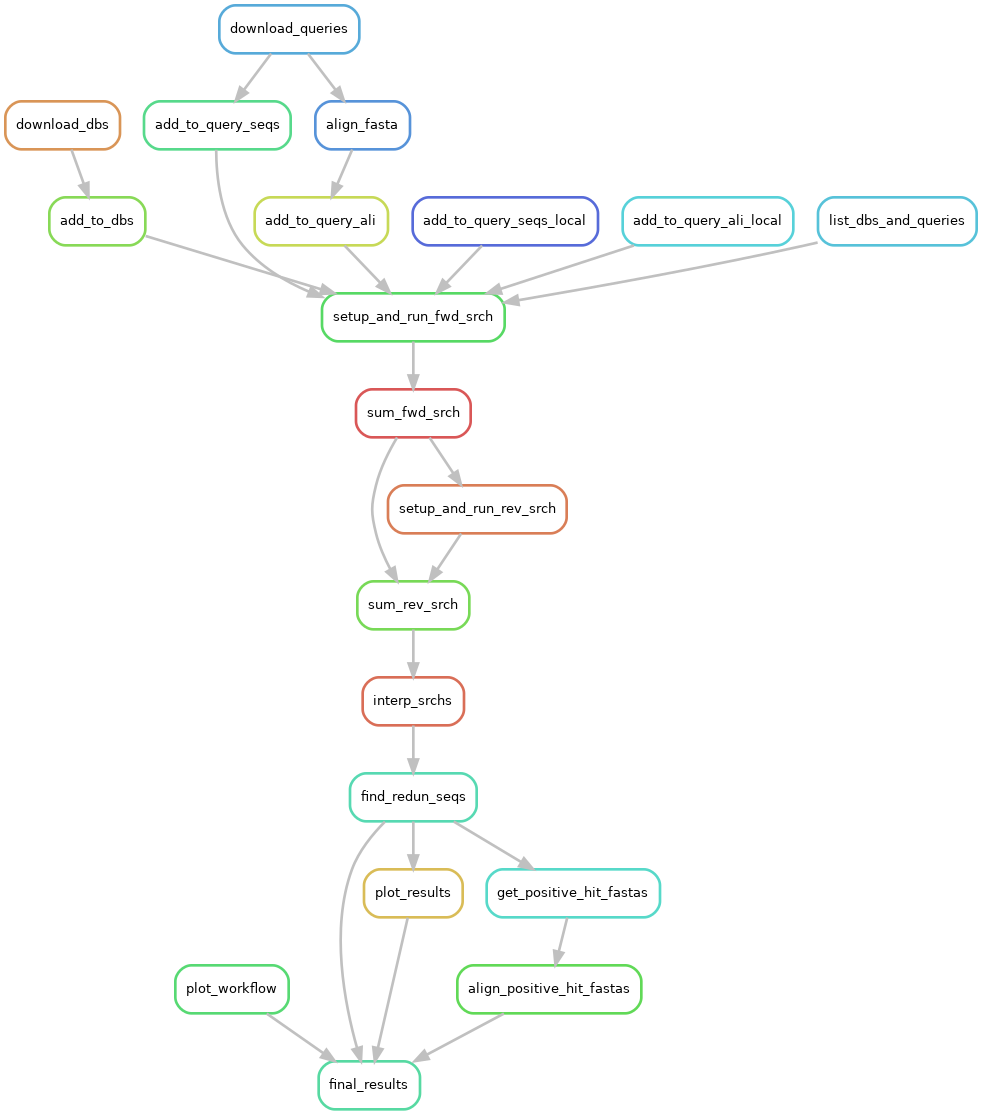 download_queries
download_dbs
add_to_query_seqs
align_fasta
add_to_dbs
add_to_query_ali
add_to_query_seqs_local
add_to_query_ali_local
list_dbs_and_queries
setup_and_run_fwd_srch
sum_fwd_srch
setup_and_run_rev_srch
sum_rev_srch
interp_srchs
find_redun_seqs
plot_results
get_positive_hit_fastas
plot_workflow
align_positive_hit_fastas
final_results